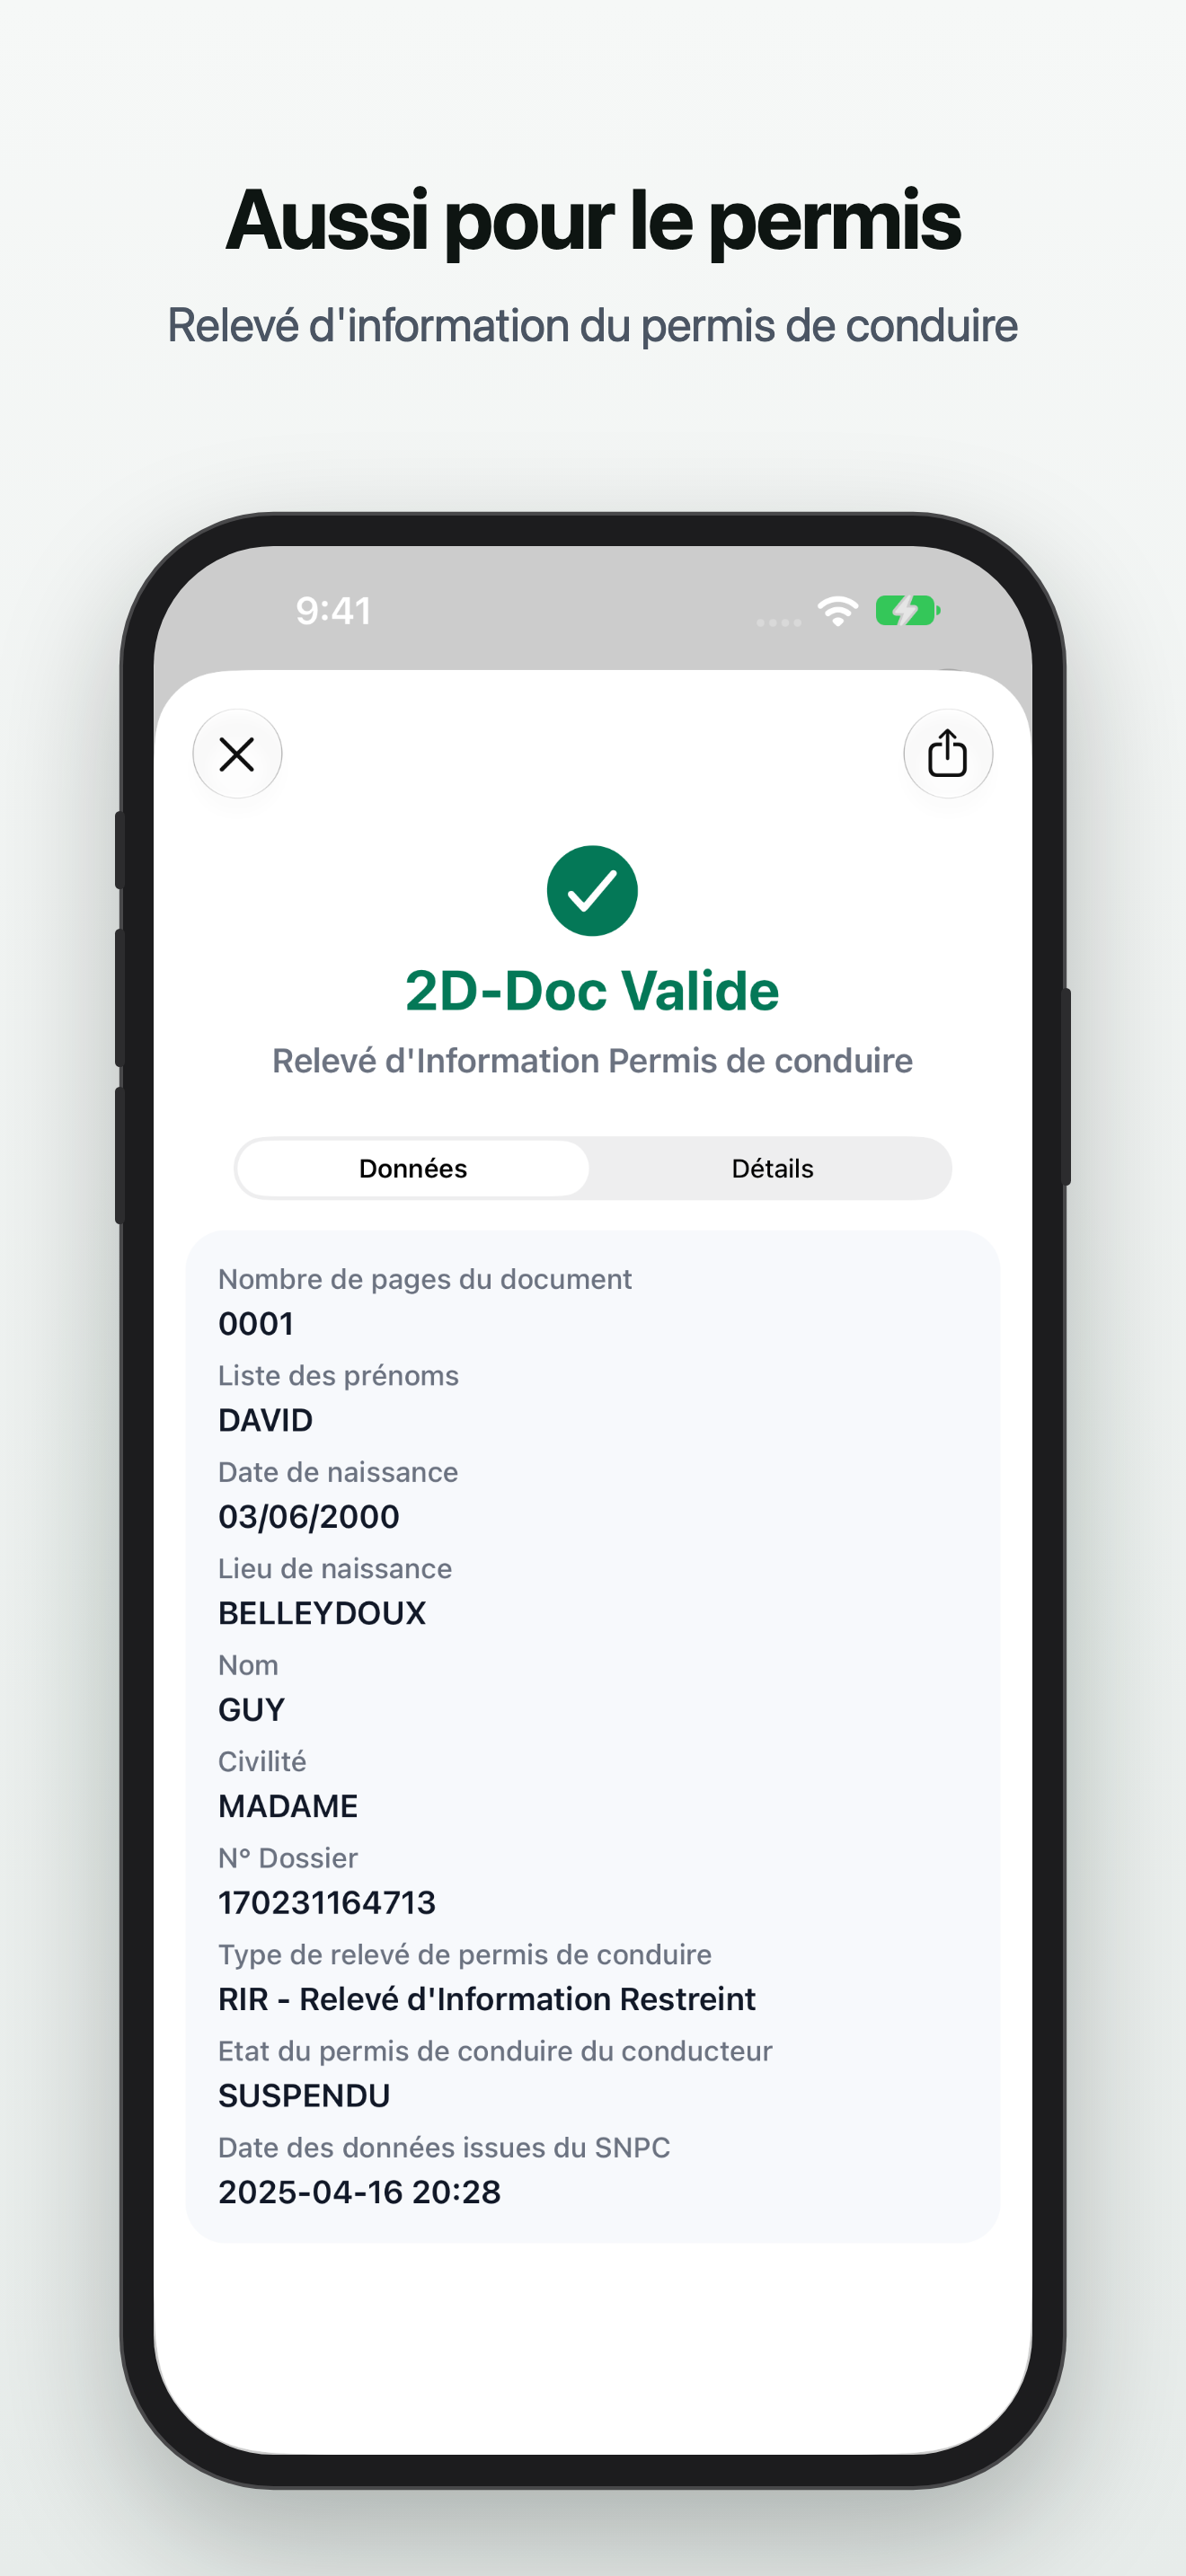 Aussi pour le permis
Relevé d'information du permis de conduire
9:41
2D-Doc Valide
Relevé d'Information Permis de conduire
Données
Détails
Nombre de pages du document
0001
Liste des prénoms
DAVID
Date de naissance
03/06/2000
Lieu de naissance
BELLEYDOUX
Nom
GUY
Civilité
MADAME
N° Dossier
170231164713
Type de relevé de permis de conduire
RIR - Relevé d'Information Restreint
Etat du permis de conduire du conducteur
SUSPENDU
Date des données issues du SNPC
2025-04-16 20:28